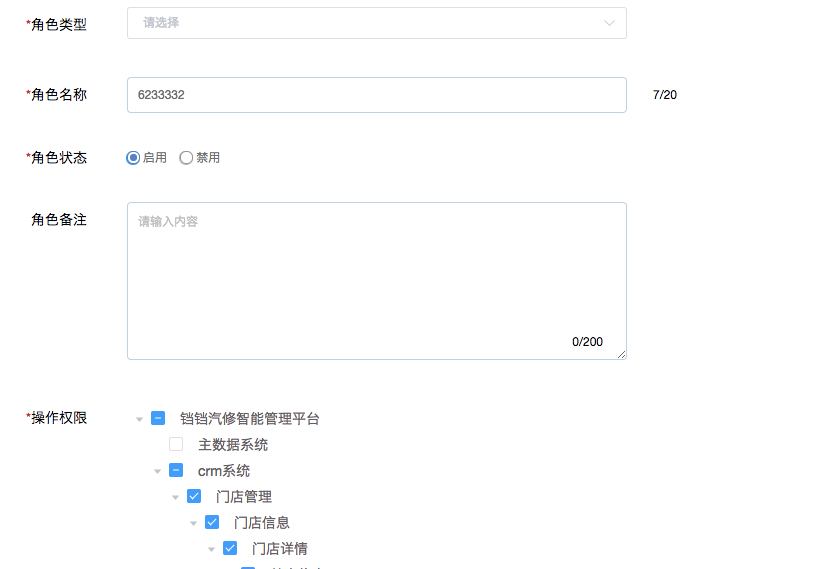 *角色类型 请选择
*角色名称 6233332 7/20
*角色状态 启用 禁用
角色备注 请输入内容
0/200
*操作权限 铛铛汽修智能管理平台
主数据系统
crm系统
门店管理
门店信息
门店详情